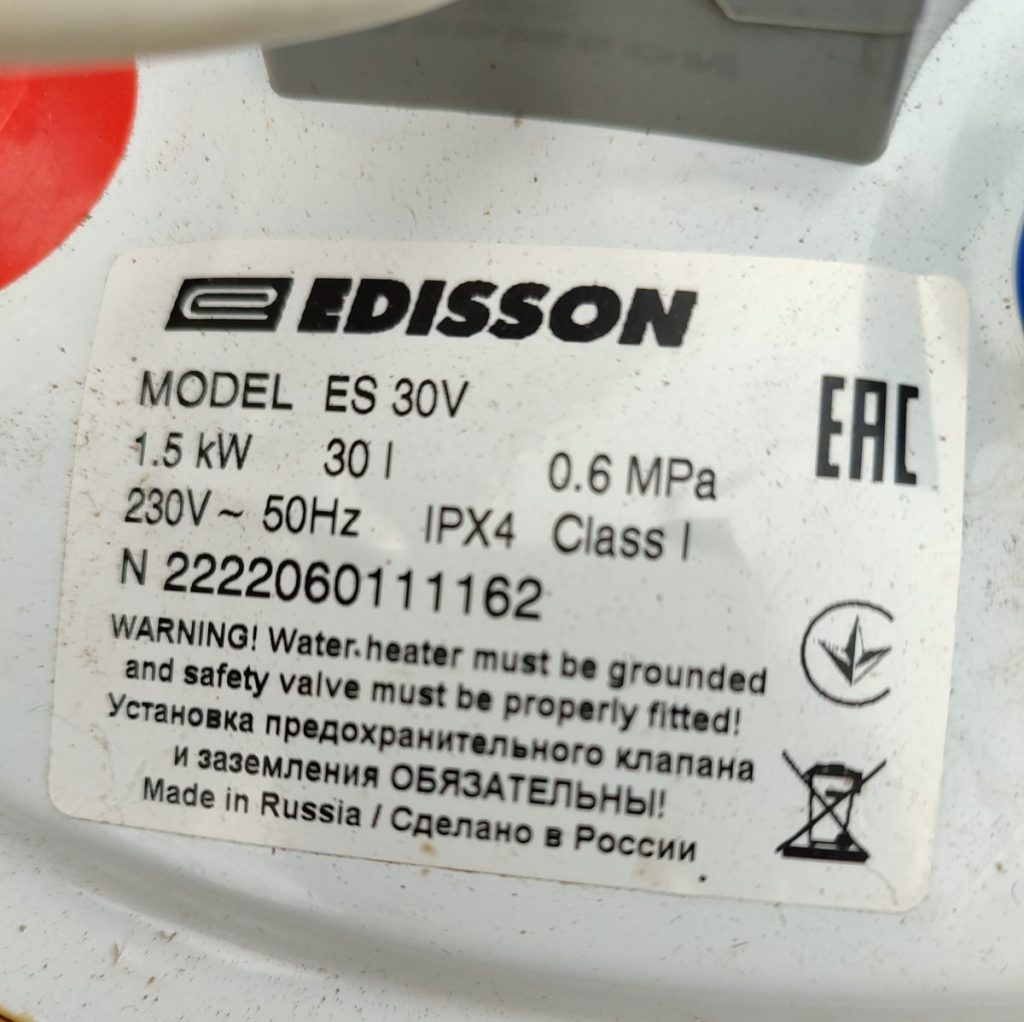 EDISSON
MODEL ES 30V
1.5 kW 30 l 0.6 MPa
EAC
230V~ 50Hz IPX4 Class I
N 2222060111162
WARNING! Water heater must be grounded
and safety valve must be properly fitted!
Установка предохранительного клапана
и заземления ОБЯЗАТЕЛЬНЫ!
Made in Russia / Сделано в России